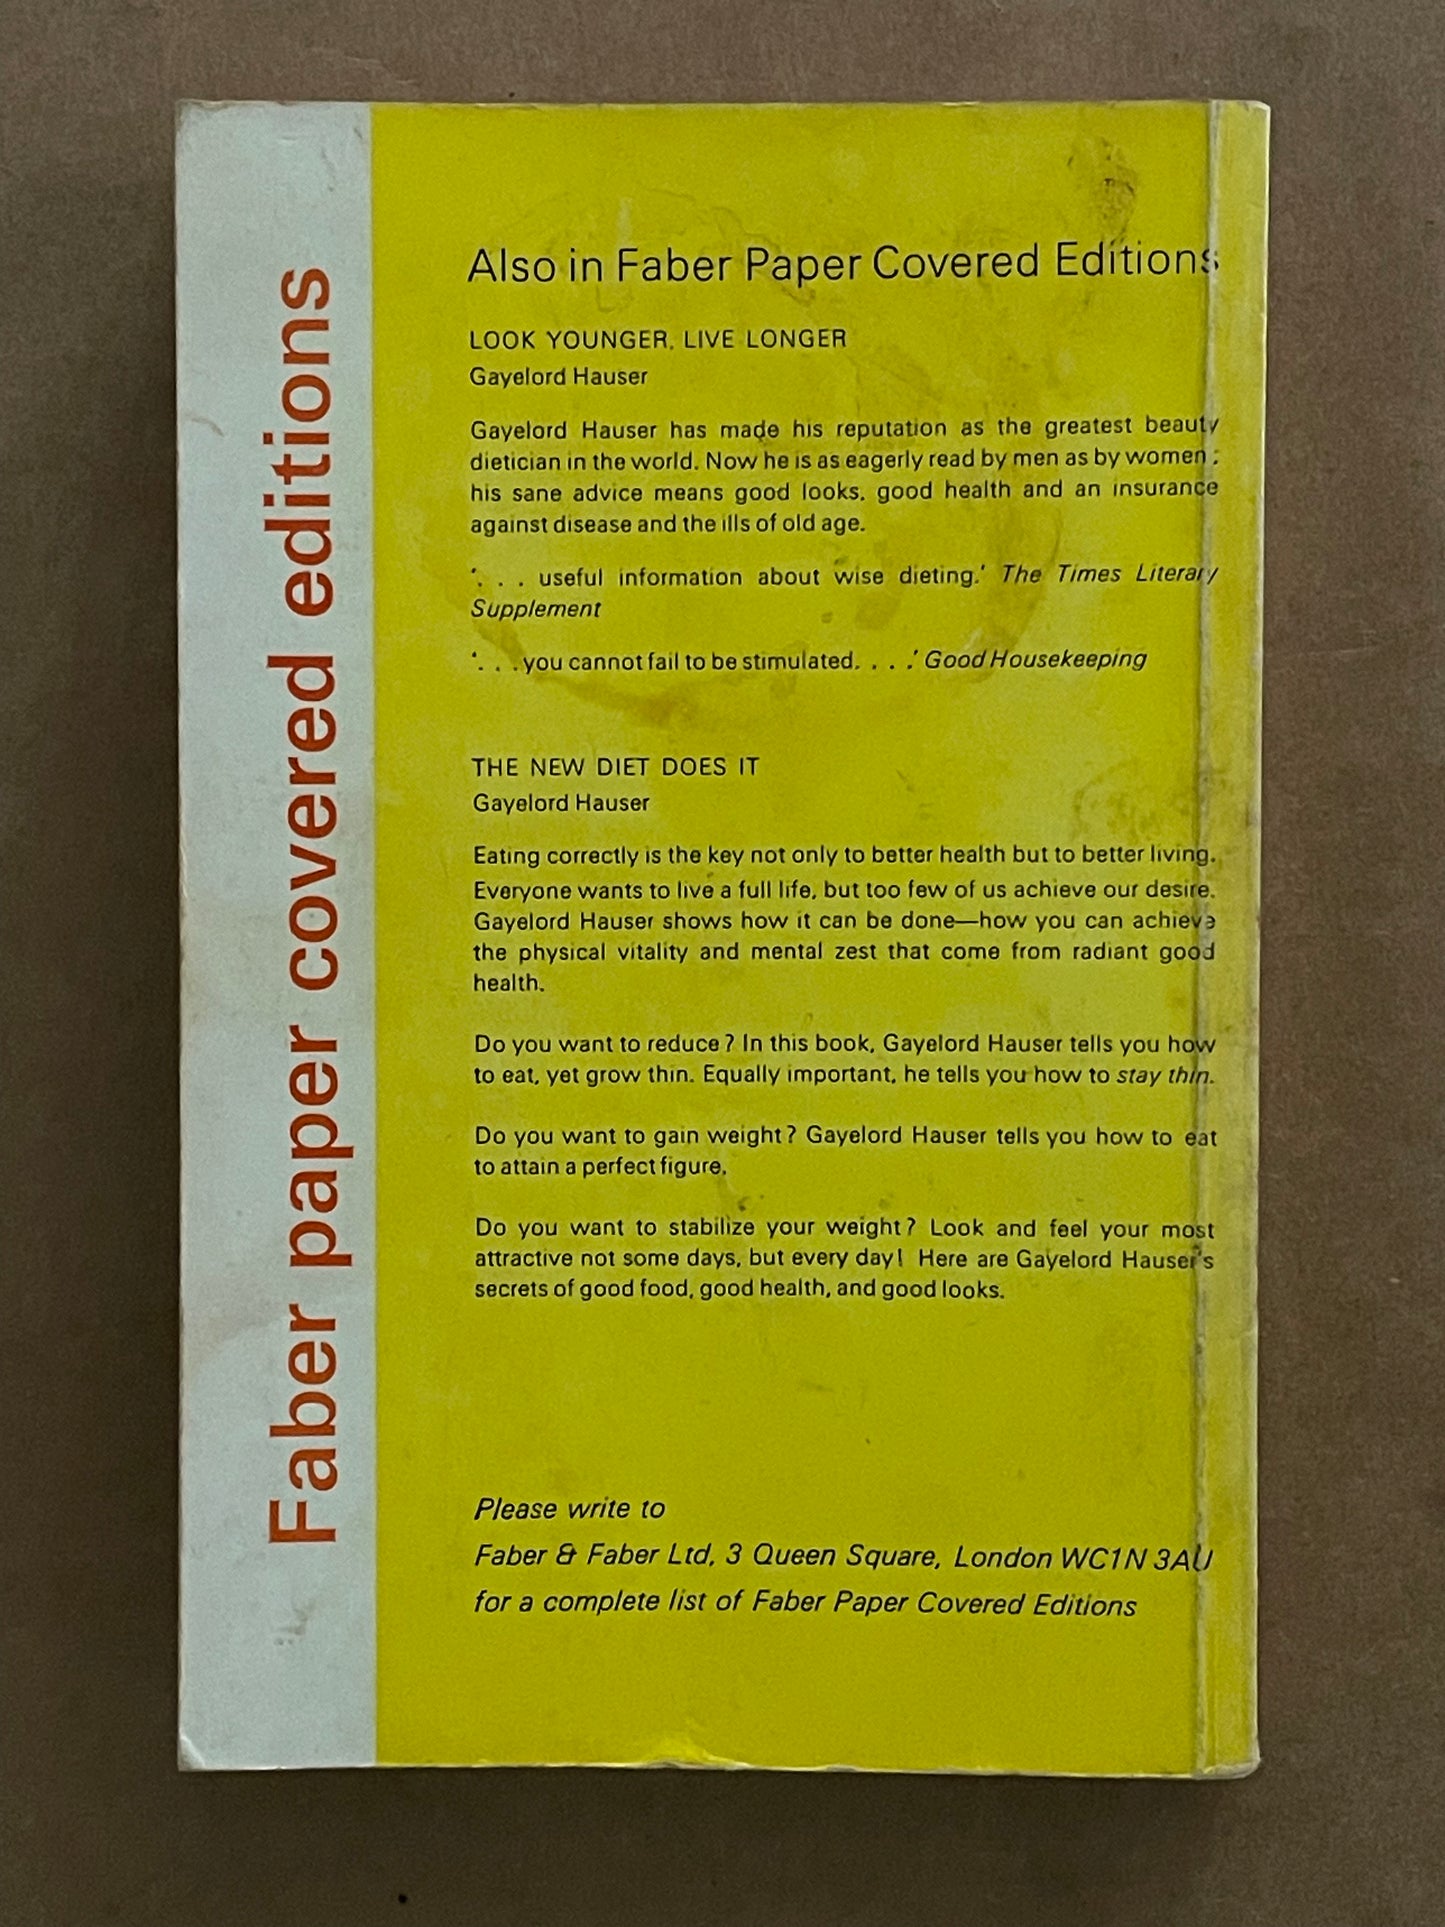 Faber paper covered editions
Also in Faber Paper Covered Editions
LOOK YOUNGER, LIVE LONGER
Gayelord Hauser
Gayelord Hauser has made his reputation as the greatest beauty
dietician in the world. Now he is as eagerly read by men as by women:
his sane advice means good looks, good health and an insurance
against disease and the ills of old age.
'. . . useful information about wise dieting.' The Times Literary
Supplement
'. . . you cannot fail to be stimulated. . . .' Good Housekeeping
THE NEW DIET DOES IT
Gayelord Hauser
Eating correctly is the key not only to better health but to better living.
Everyone wants to live a full life, but too few of us achieve our desire.
Gayelord Hauser shows how it can be done—how you can achieve
the physical vitality and mental zest that come from radiant good
health.
Do you want to reduce? In this book, Gayelord Hauser tells you how
to eat, yet grow thin. Equally important, he tells you how to stay thin.
Do you want to gain weight? Gayelord Hauser tells you how to eat
to attain a perfect figure.
Do you want to stabilize your weight? Look and feel your most
attractive not some days, but every day! Here are Gayelord Hauser's
secrets of good food, good health, and good looks.
Please write to
Faber & Faber Ltd, 3 Queen Square, London WC1N 3AU
for a complete list of Faber Paper Covered Editions